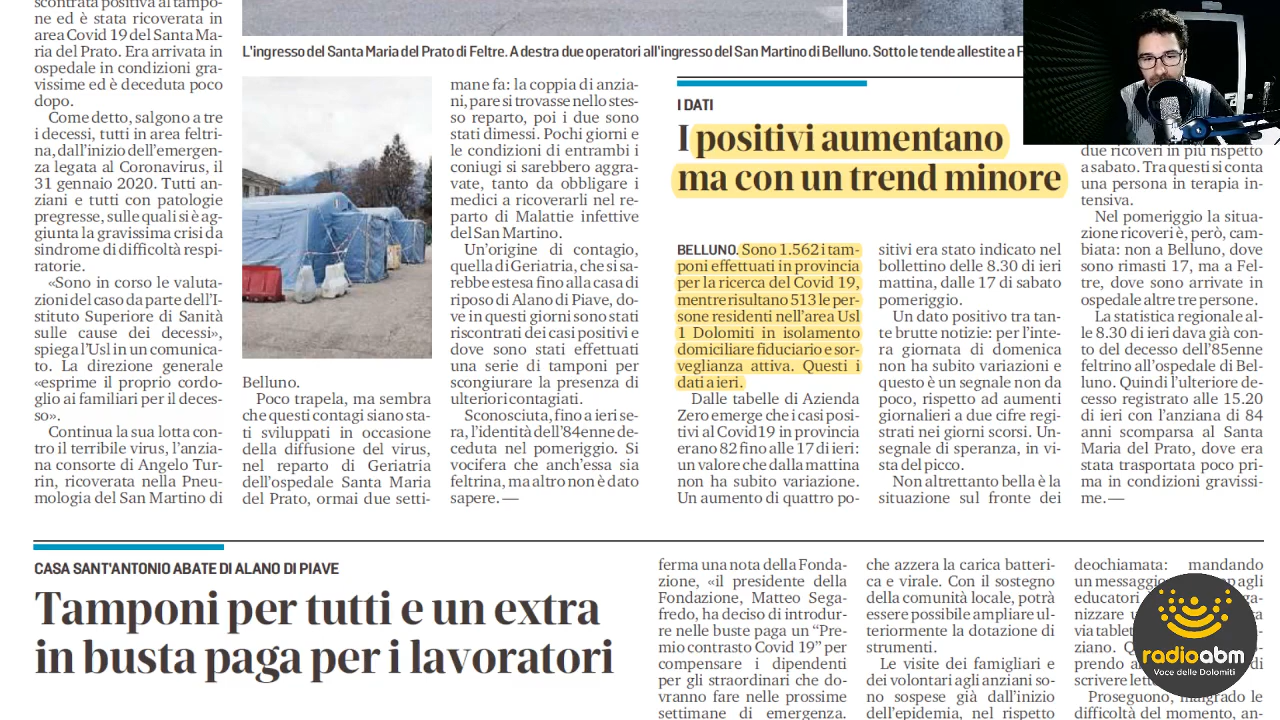 scontrata positiva al tampo-
ne ed è stata ricoverata in
area Covid 19 del Santa Ma-
ria del Prato. Era arrivata in
ospedale in condizioni gra-
vissime ed è deceduta poco
dopo.
Come detto, salgono a tre
i decessi, tutti in area feltri-
na, dall'inizio dell'emergen-
za legata al Coronavirus, il
31 gennaio 2020. Tutti an-
ziani e tutti con patologie
pregresse, sulle quali si è ag-
giunta la gravissima crisi da
sindrome di difficoltà respi-
ratorie.
«Sono in corso le valuta-
zioni del caso da parte dell'I-
stituto Superiore di Sanità
sulle cause dei decessi»,
spiega l'Usl in un comunica-
to. La direzione generale
«esprime il proprio cordo-
glio ai familiari per il deces-
so».
Continua la sua lotta con-
tro il terribile virus, l'anzia-
na consorte di Angelo Tur-
rin, ricoverata nella Pneu-
mologia del San Martino di
L'ingresso del Santa Maria del Prato di Feltre. A destra due operatori all'ingresso del San Martino di Belluno. Sotto le tende allestite a F
Belluno.
Poco trapela, ma sembra
che questi contagi siano sta-
ti sviluppati in occasione
della diffusione del virus,
nel reparto di Geriatria
dell'ospedale Santa Maria
del Prato, ormai due setti-
mane fa: la coppia di anzia-
ni, pare si trovasse nello stes-
so reparto, poi i due sono
stati dimessi. Pochi giorni e
le condizioni di entrambi i
coniugi si sarebbero aggra-
vate, tanto da obbligare i
medici a ricoverarli nel re-
parto di Malattie infettive
del San Martino.
Un'origine di contagio,
quella di Geriatria, che si sa-
rebbe estesa fino alla casa di
riposo di Alano di Piave, do-
ve in questi giorni sono stati
riscontrati dei casi positivi e
dove sono stati effettuati
una serie di tamponi per
scongiurare la presenza di
ulteriori contagiati.
Sconosciuta, fino a ieri se-
ra, l'identità dell'84enne de-
ceduta nel pomeriggio. Si
vocifera che anch'essa sia
feltrina, ma altro non è dato
sapere. —
I DATI
I positivi aumentano
ma con un trend minore
BELLUNO. Sono 1.562 i tam-
poni effettuati in provincia
per la ricerca del Covid 19,
mentre risultano 513 le per-
sone residenti nell'area Usl
1 Dolomiti in isolamento
domiciliare fiduciario e sor-
veglianza attiva. Questi i
dati a ieri.
Dalle tabelle di Azienda
Zero emerge che i casi posi-
tivi al Covid19 in provincia
erano 82 fino alle 17 di ieri:
un valore che dalla mattina
non ha subito variazione.
Un aumento di quattro po-
sitivi era stato indicato nel
bollettino delle 8.30 di ieri
mattina, dalle 17 di sabato
pomeriggio.
Un dato positivo tra tan-
te brutte notizie: per l'inte-
ra giornata di domenica
non ha subito variazioni e
questo è un segnale non da
poco, rispetto ad aumenti
giornalieri a due cifre regi-
strati nei giorni scorsi. Un-
segnale di speranza, in vi-
sta del picco.
Non altrettanto bella è la
situazione sul fronte dei
due ricoveri in più rispetto
a sabato. Tra questi si conta
una persona in terapia in-
tensiva.
Nel pomeriggio la situa-
zione ricoveri è, però, cam-
biata: non a Belluno, dove
sono rimasti 17, ma a Fel-
tre, dove sono arrivate in
ospedale altre tre persone.
La statistica regionale al-
le 8.30 di ieri dava già con-
to del decesso dell'85enne
feltrino all'ospedale di Bel-
luno. Quindi l'ulteriore de-
cesso registrato alle 15.20
di ieri con l'anziana di 84
anni scomparsa al Santa
Maria del Prato, dove era
stata trasportata poco pri-
ma in condizioni gravissi-
me. —
CASA SANT'ANTONIO ABATE DI ALANO DI PIAVE
Tamponi per tutti e un extra
in busta paga per i lavoratori
ferma una nota della Fonda-
zione, «il presidente della
Fondazione, Matteo Sega-
fredo, ha deciso di introdur-
re nelle buste paga un “Pre-
mio contrasto Covid 19” per
compensare i dipendenti
per gli straordinari che do-
vranno fare nelle prossime
settimane di emergenza.
che azzera la carica batteri-
ca e virale. Con il sostegno
della comunità locale, potrà
essere possibile ampliare ul-
teriormente la dotazione di
strumenti.
Le visite dei famigliari e
dei volontari agli anziani so-
no sospese già dall'inizio
dell'epidemia, nel rispetto
deochiamata: mandando
un messaggio agli
educatori
nizzare
via tablet
ziano.
prendo di
scrivere
Proseguono, malgrado le
difficoltà del momento, an-
radioabm
Voce delle Dolomiti